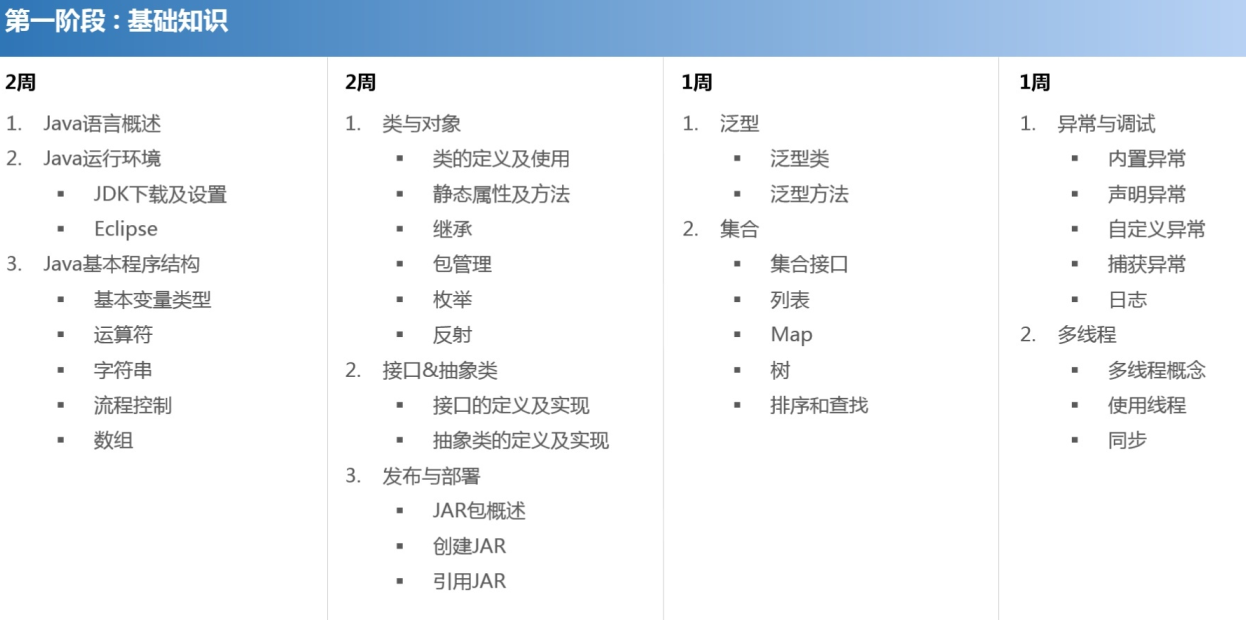 第一阶段：基础知识
2周
1. Java语言概述
2. Java运行环境
▪ JDK下载及设置
▪ Eclipse
3. Java基本程序结构
▪ 基本变量类型
▪ 运算符
▪ 字符串
▪ 流程控制
▪ 数组
2周
1. 类与对象
▪ 类的定义及使用
▪ 静态属性及方法
▪ 继承
▪ 包管理
▪ 枚举
▪ 反射
2. 接口&抽象类
▪ 接口的定义及实现
▪ 抽象类的定义及实现
3. 发布与部署
▪ JAR包概述
▪ 创建JAR
▪ 引用JAR
1周
1. 泛型
▪ 泛型类
▪ 泛型方法
2. 集合
▪ 集合接口
▪ 列表
▪ Map
▪ 树
▪ 排序和查找
1周
1. 异常与调试
▪ 内置异常
▪ 声明异常
▪ 自定义异常
▪ 捕获异常
▪ 日志
2. 多线程
▪ 多线程概念
▪ 使用线程
▪ 同步